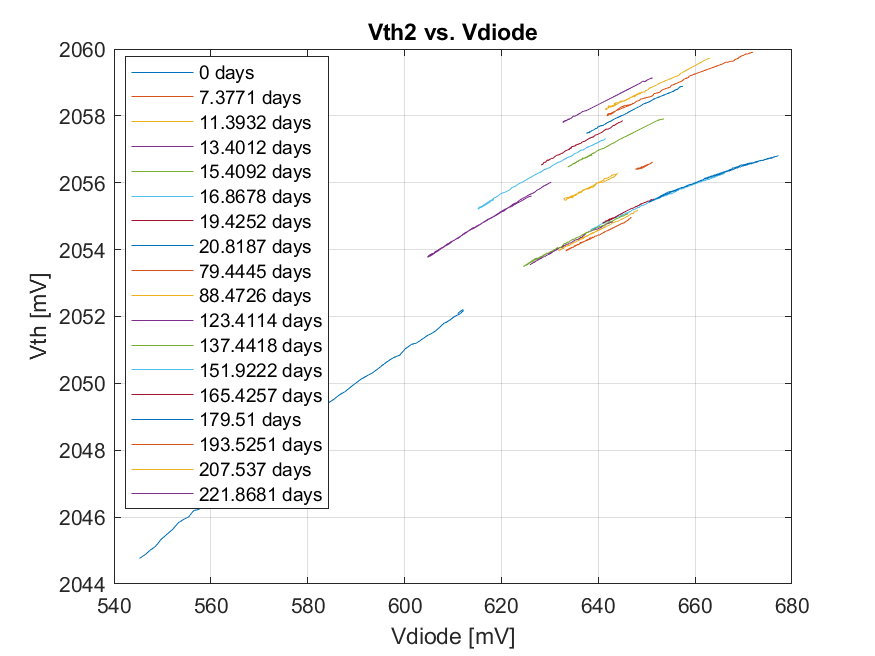 Vth2 vs. Vdiode
2060
2058
2056
2054
2052
2050
2048
2046
2044
Vth [mV]
0 days
7.3771 days
11.3932 days
13.4012 days
15.4092 days
16.8678 days
19.4252 days
20.8187 days
79.4445 days
88.4726 days
123.4114 days
137.4418 days
151.9222 days
165.4257 days
179.51 days
193.5251 days
207.537 days
221.8681 days
540 560 580 600 620 640 660 680
Vdiode [mV]